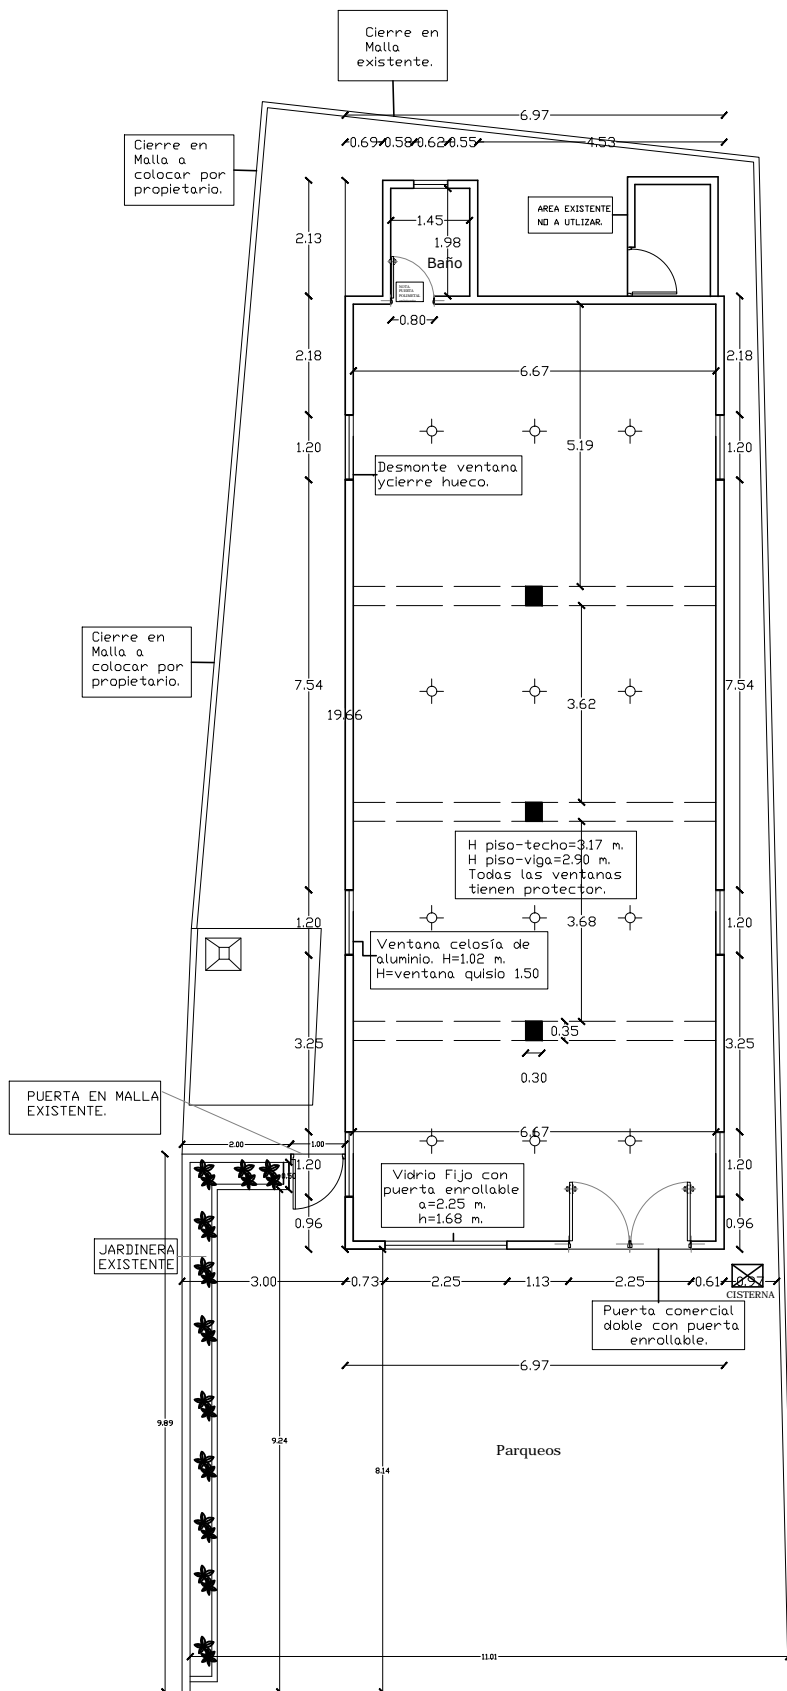 Cierre en
Malla
existente.
6.97
Cierre en
Malla a
colocar por
propietario.
0.69
0.58
0.62
0.55
4.53
AREA EXISTENTE
NO A UTLIZAR.
1.45
1.98
Baño
2.13
NUEVA
PUERTA
POLIMETAL
0.80
2.18
6.67
2.18
5.19
1.20
1.20
Desmonte ventana
ycierre hueco.
Cierre en
Malla a
colocar por
propietario.
7.54
19.66
3.62
7.54
H piso-techo=3.17 m.
H piso-viga=2.90 m.
Todas las ventanas
tienen protector.
1.20
3.68
1.20
Ventana celosía de
aluminio. H=1.02 m.
H=ventana quisio 1.50
3.25
0.35
3.25
0.30
PUERTA EN MALLA
EXISTENTE.
2.00
1.00
6.67
1.20
0.50
1.20
Vidrio Fijo con
puerta enrollable
a=2.25 m.
h=1.68 m.
0.96
0.96
JARDINERA
EXISTENTE
3.00
0.73
2.25
1.13
2.25
0.61
0.97
CISTERNA
Puerta comercial
doble con puerta
enrollable.
6.97
9.89
9.24
8.14
Parqueos
11.01